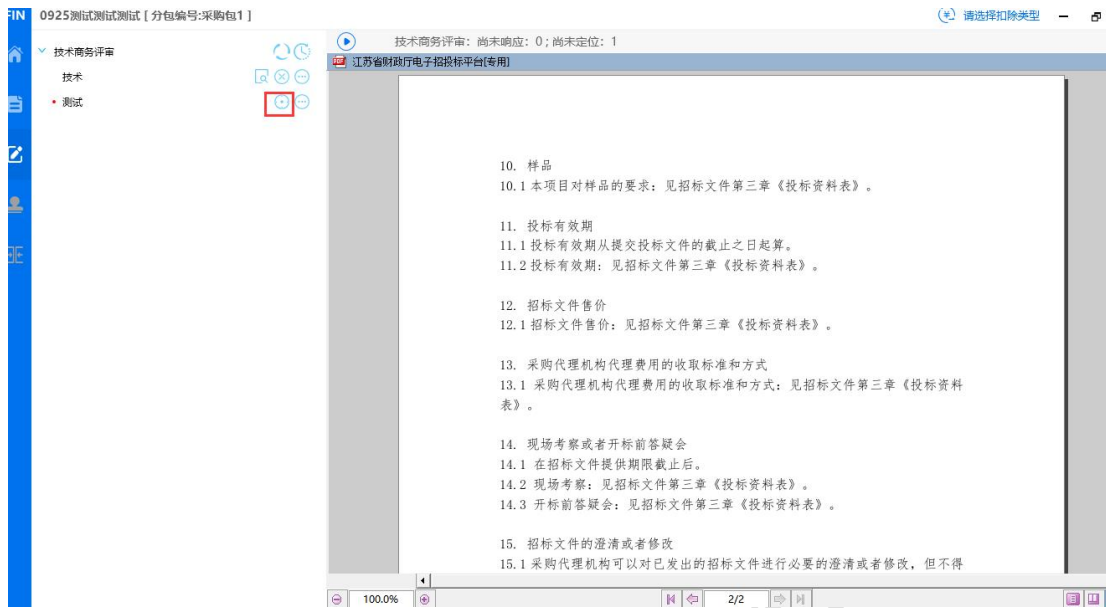 FIN 0925测试测试测试 [ 分包编号:采购包1 ] 请选择扣除类型
技术商务评审
技术
测试
技术商务评审：尚未响应：0；尚未定位：1
江苏省财政厅电子招投标平台[专用]
10. 样品
10.1 本项目对样品的要求：见招标文件第三章《投标资料表》。
11. 投标有效期
11.1 投标有效期从提交投标文件的截止之日起算。
11.2 投标有效期：见招标文件第三章《投标资料表》。
12. 招标文件售价
12.1 招标文件售价：见招标文件第三章《投标资料表》。
13. 采购代理机构代理费用的收取标准和方式
13.1 采购代理机构代理费用的收取标准和方式：见招标文件第三章《投标资料
表》。
14. 现场考察或者开标前答疑会
14.1 在招标文件提供期限截止后。
14.2 现场考察：见招标文件第三章《投标资料表》。
14.3 开标前答疑会：见招标文件第三章《投标资料表》。
15. 招标文件的澄清或者修改
15.1 采购代理机构可以对已发出的招标文件进行必要的澄清或者修改，但不得
100.0% 2/2